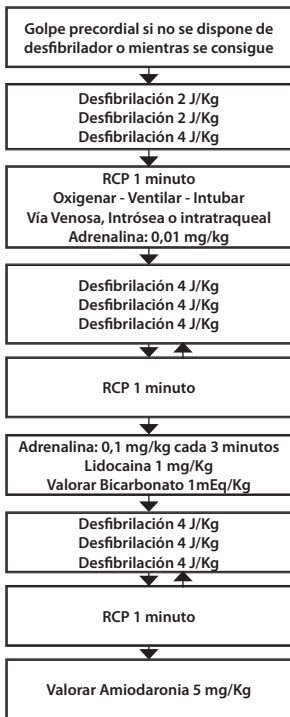 Golpe precordial si no se dispone de
desfibrilador o mientras se consigue
Desfibrilación 2 J/Kg
Desfibrilación 2 J/Kg
Desfibrilación 4 J/Kg
RCP 1 minuto
Oxigenar - Ventilar - Intubar
Vía Venosa, Intrósea o intratraqueal
Adrenalina: 0,01 mg/kg
Desfibrilación 4 J/Kg
Desfibrilación 4 J/Kg
Desfibrilación 4 J/Kg
RCP 1 minuto
Adrenalina: 0,1 mg/kg cada 3 minutos
Lidocaina 1 mg/Kg
Valorar Bicarbonato 1mEq/Kg
Desfibrilación 4 J/Kg
Desfibrilación 4 J/Kg
Desfibrilación 4 J/Kg
RCP 1 minuto
Valorar Amiodaronia 5 mg/Kg